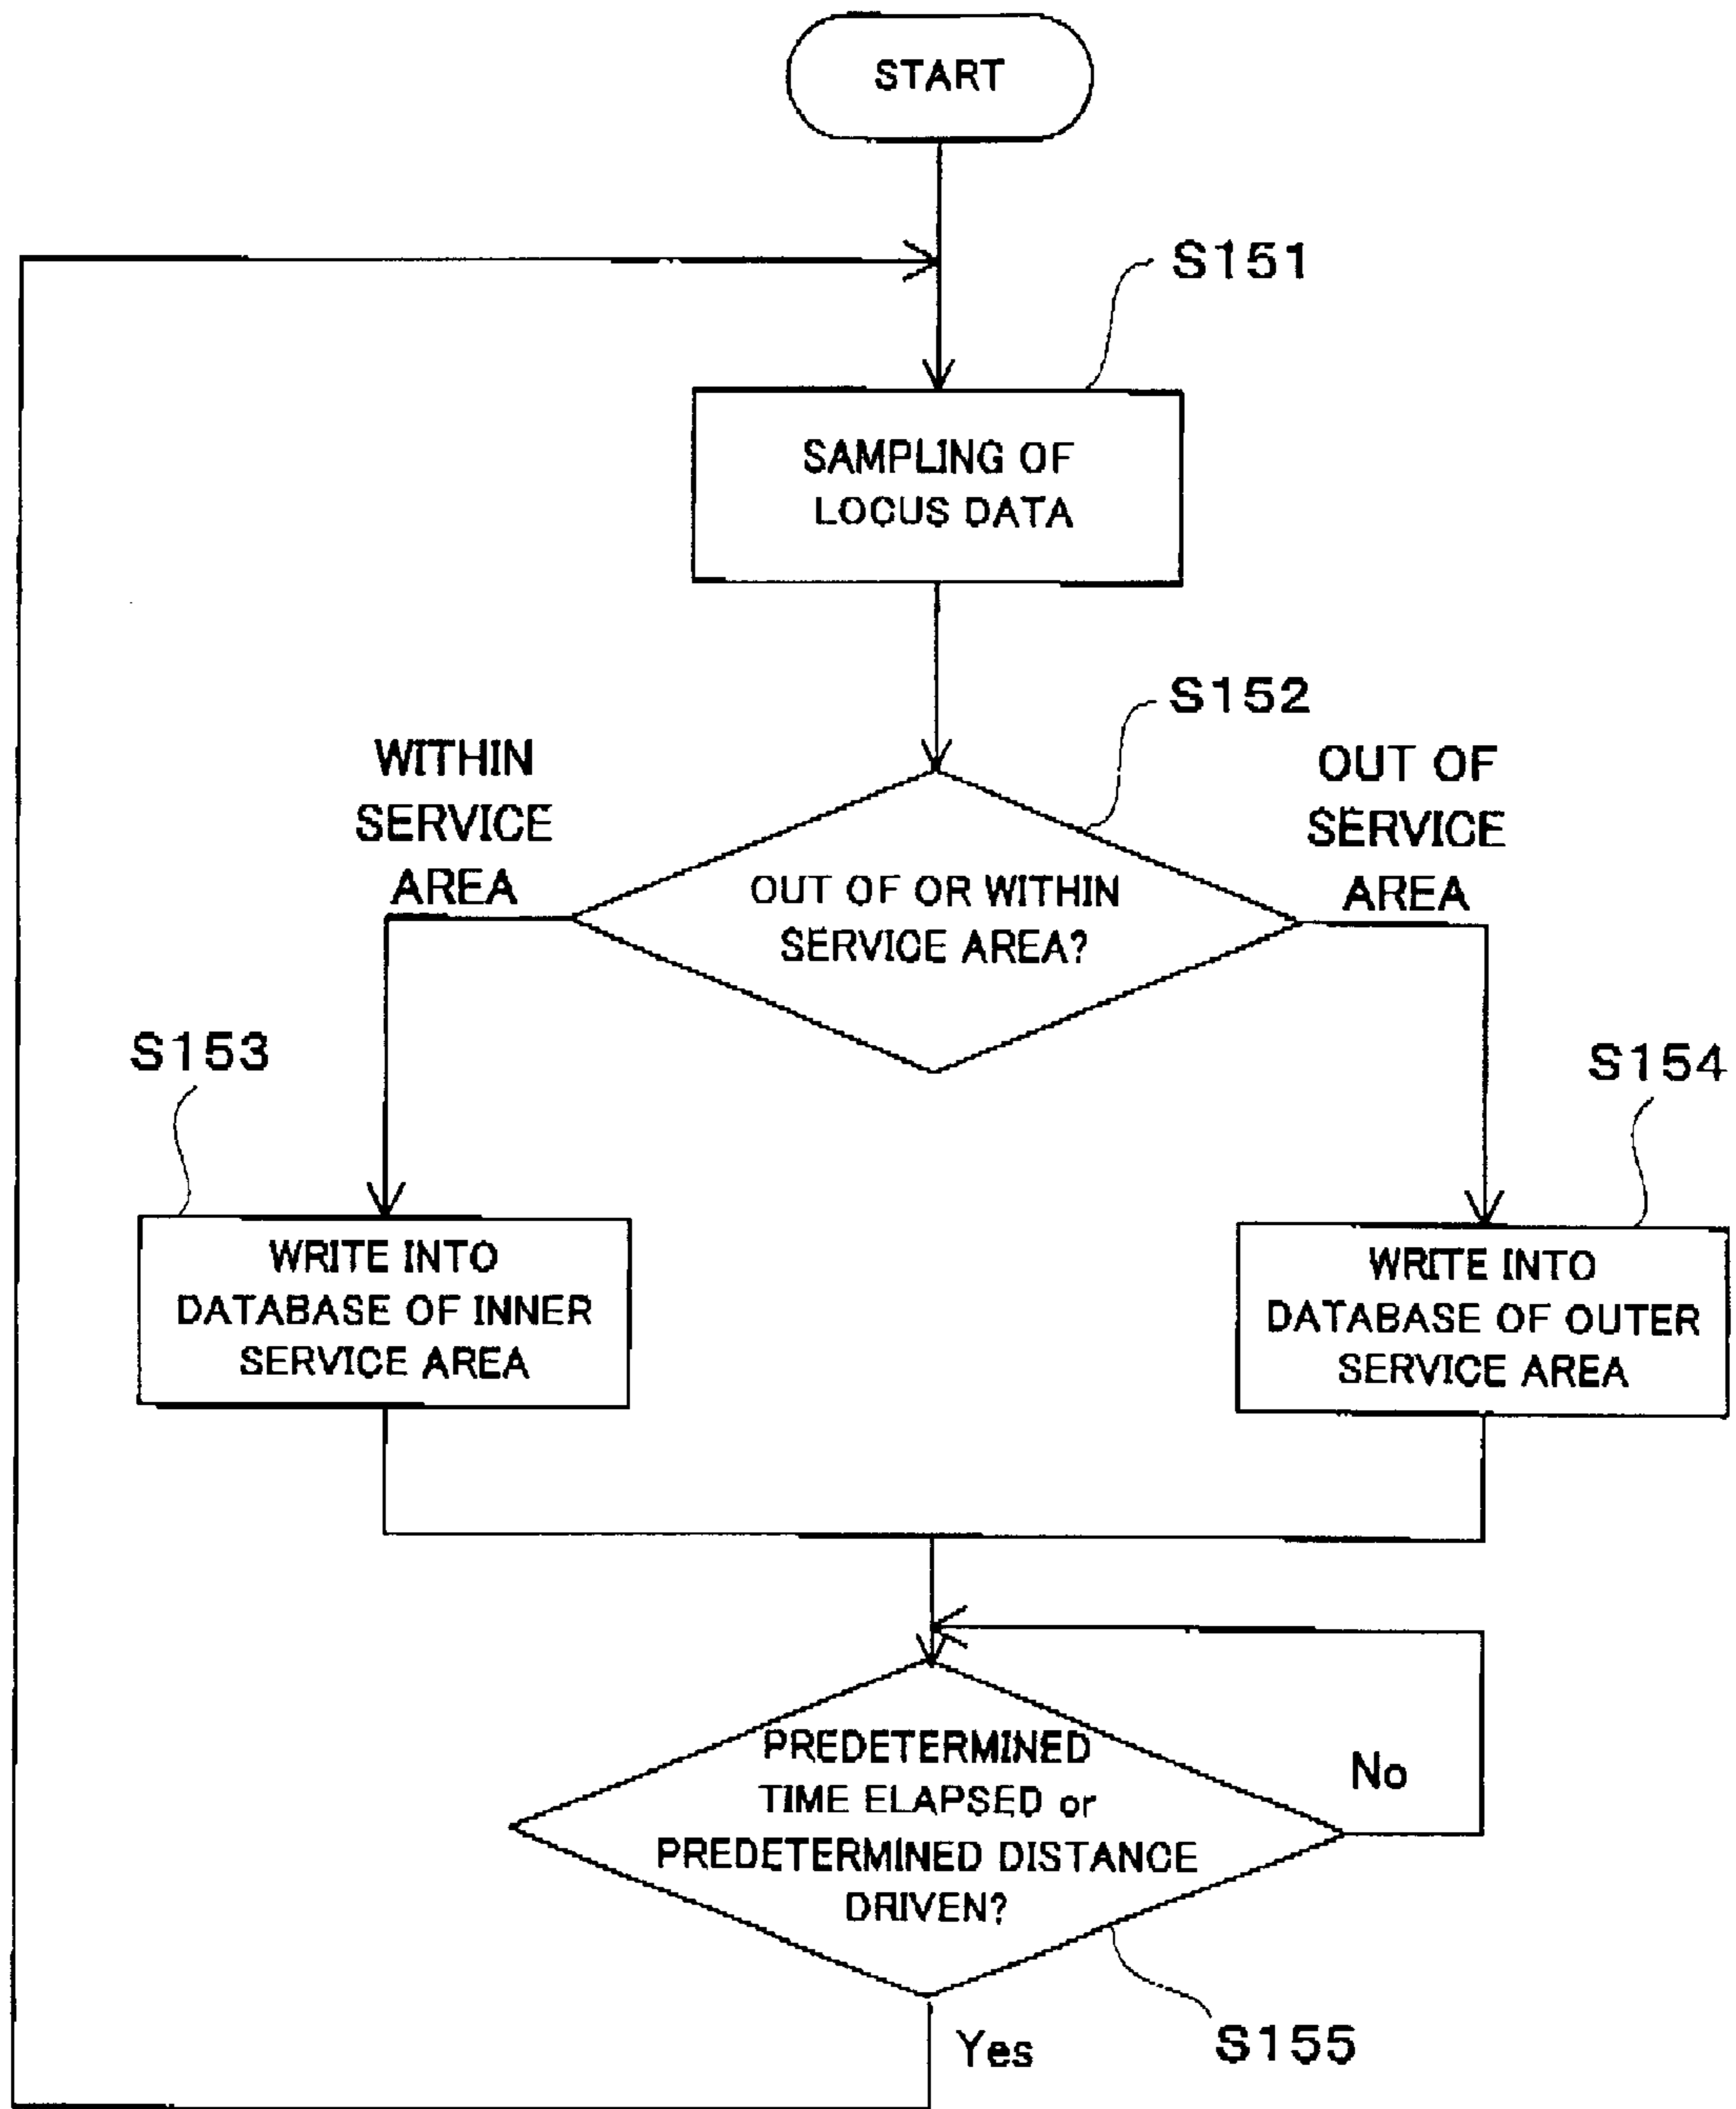 START
S151
SAMPLING OF
LOCUS DATA
S152
WITHIN
SERVICE
AREA
OUT OF
SERVICE
AREA
OUT OF OR WITHIN
SERVICE AREA?
S153
S154
WRITE INTO
DATABASE OF INNER
SERVICE AREA
WRITE INTO
DATABASE OF OUTER
SERVICE AREA
PREDETERMINED
TIME ELAPSED or
PREDETERMINED DISTANCE
DRIVEN?
No
Yes
S155